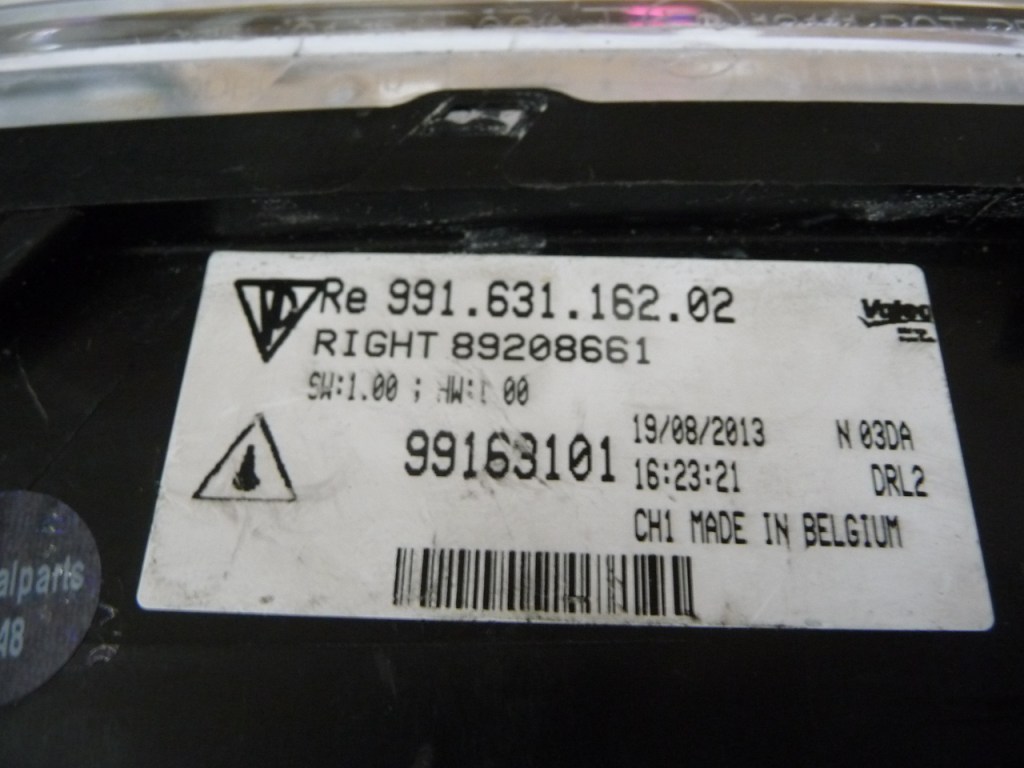 Re 991.631.162.02
Valeo
RIGHT 89208661
SW:1.00 ; HW:1 00
99163101
19/08/2013 N 03DA
16:23:21 DRL2
CH1 MADE IN BELGIUM
alparts
48